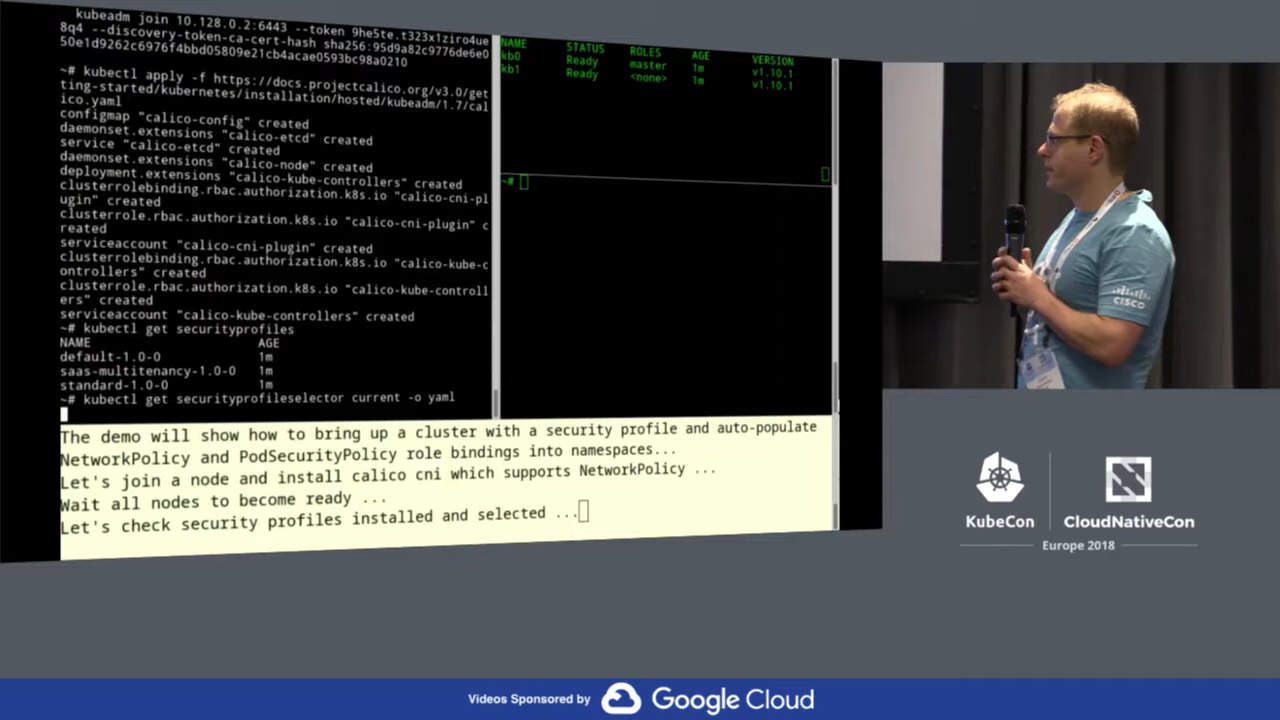 kubeadm join 10.128.0.2:6443 --token 9he5te.t323x1ziro4ue
8q4 --discovery-token-ca-cert-hash sha256:95d9a82c9776de6e0
50e1d9262c6976f4bbd05809e21cb4acae0593bc98a0210
~# kubectl apply -f https://docs.projectcalico.org/v3.0/get
ting-started/kubernetes/installation/hosted/kubeadm/1.7/cal
ico.yaml
configmap "calico-config" created
daemonset.extensions "calico-etcd" created
service "calico-etcd" created
daemonset.extensions "calico-node" created
deployment.extensions "calico-kube-controllers" created
clusterrolebinding.rbac.authorization.k8s.io "calico-cni-pl
ugin" created
clusterrole.rbac.authorization.k8s.io "calico-cni-plugin" c
reated
serviceaccount "calico-cni-plugin" created
clusterrolebinding.rbac.authorization.k8s.io "calico-kube-c
ontrollers" created
clusterrole.rbac.authorization.k8s.io "calico-kube-controll
ers" created
serviceaccount "calico-kube-controllers" created
~# kubectl get securityprofiles
NAME AGE
default-1.0-0 1m
saas-multitenancy-1.0-0 1m
standard-1.0-0 1m
~# kubectl get securityprofileselector current -o yaml
NAME STATUS ROLES AGE VERSION
kb0 Ready master 1m v1.10.1
kb1 Ready <none> 1m v1.10.1
~#
The demo will show how to bring up a cluster with a security profile and auto-populate
NetworkPolicy and PodSecurityPolicy role bindings into namespaces...
Let's join a node and install calico cni which supports NetworkPolicy ...
Wait all nodes to become ready ...
Let's check security profiles installed and selected ...
CISCO
KubeCon
CloudNativeCon
Europe 2018
Videos Sponsored by Google Cloud